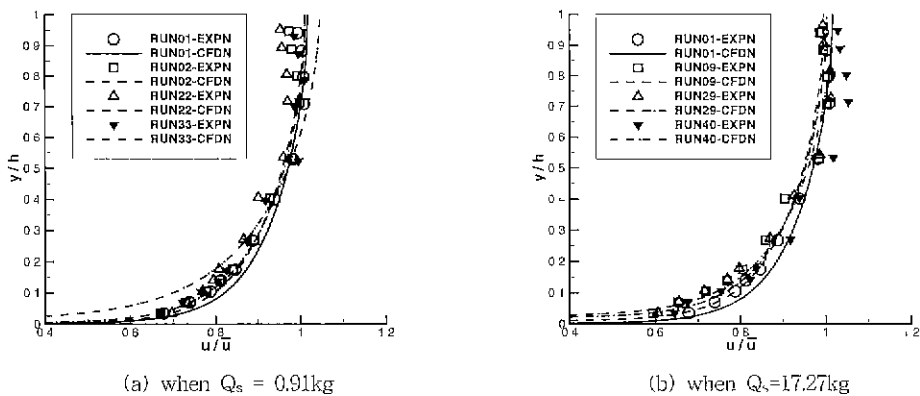 RUN01-EXPN
RUN01-CFDN
RUN02-EXPN
RUN02-CFDN
RUN22-EXPN
RUN22-CFDN
RUN33-EXPN
RUN33-CFDN
y/h
1
0.9
0.8
0.7
0.6
0.5
0.4
0.3
0.2
0.1
0
0.4 0.6 0.8 1 1.2
u/ū
(a) when Qs = 0.91kg
RUN01-EXPN
RUN01-CFDN
RUN09-EXPN
RUN09-CFDN
RUN29-EXPN
RUN29-CFDN
RUN40-EXPN
RUN40-CFDN
y/h
1
0.9
0.8
0.7
0.6
0.5
0.4
0.3
0.2
0.1
0
0.4 0.6 0.8 1 1.2
u/ū
(b) when Qs=17.27kg